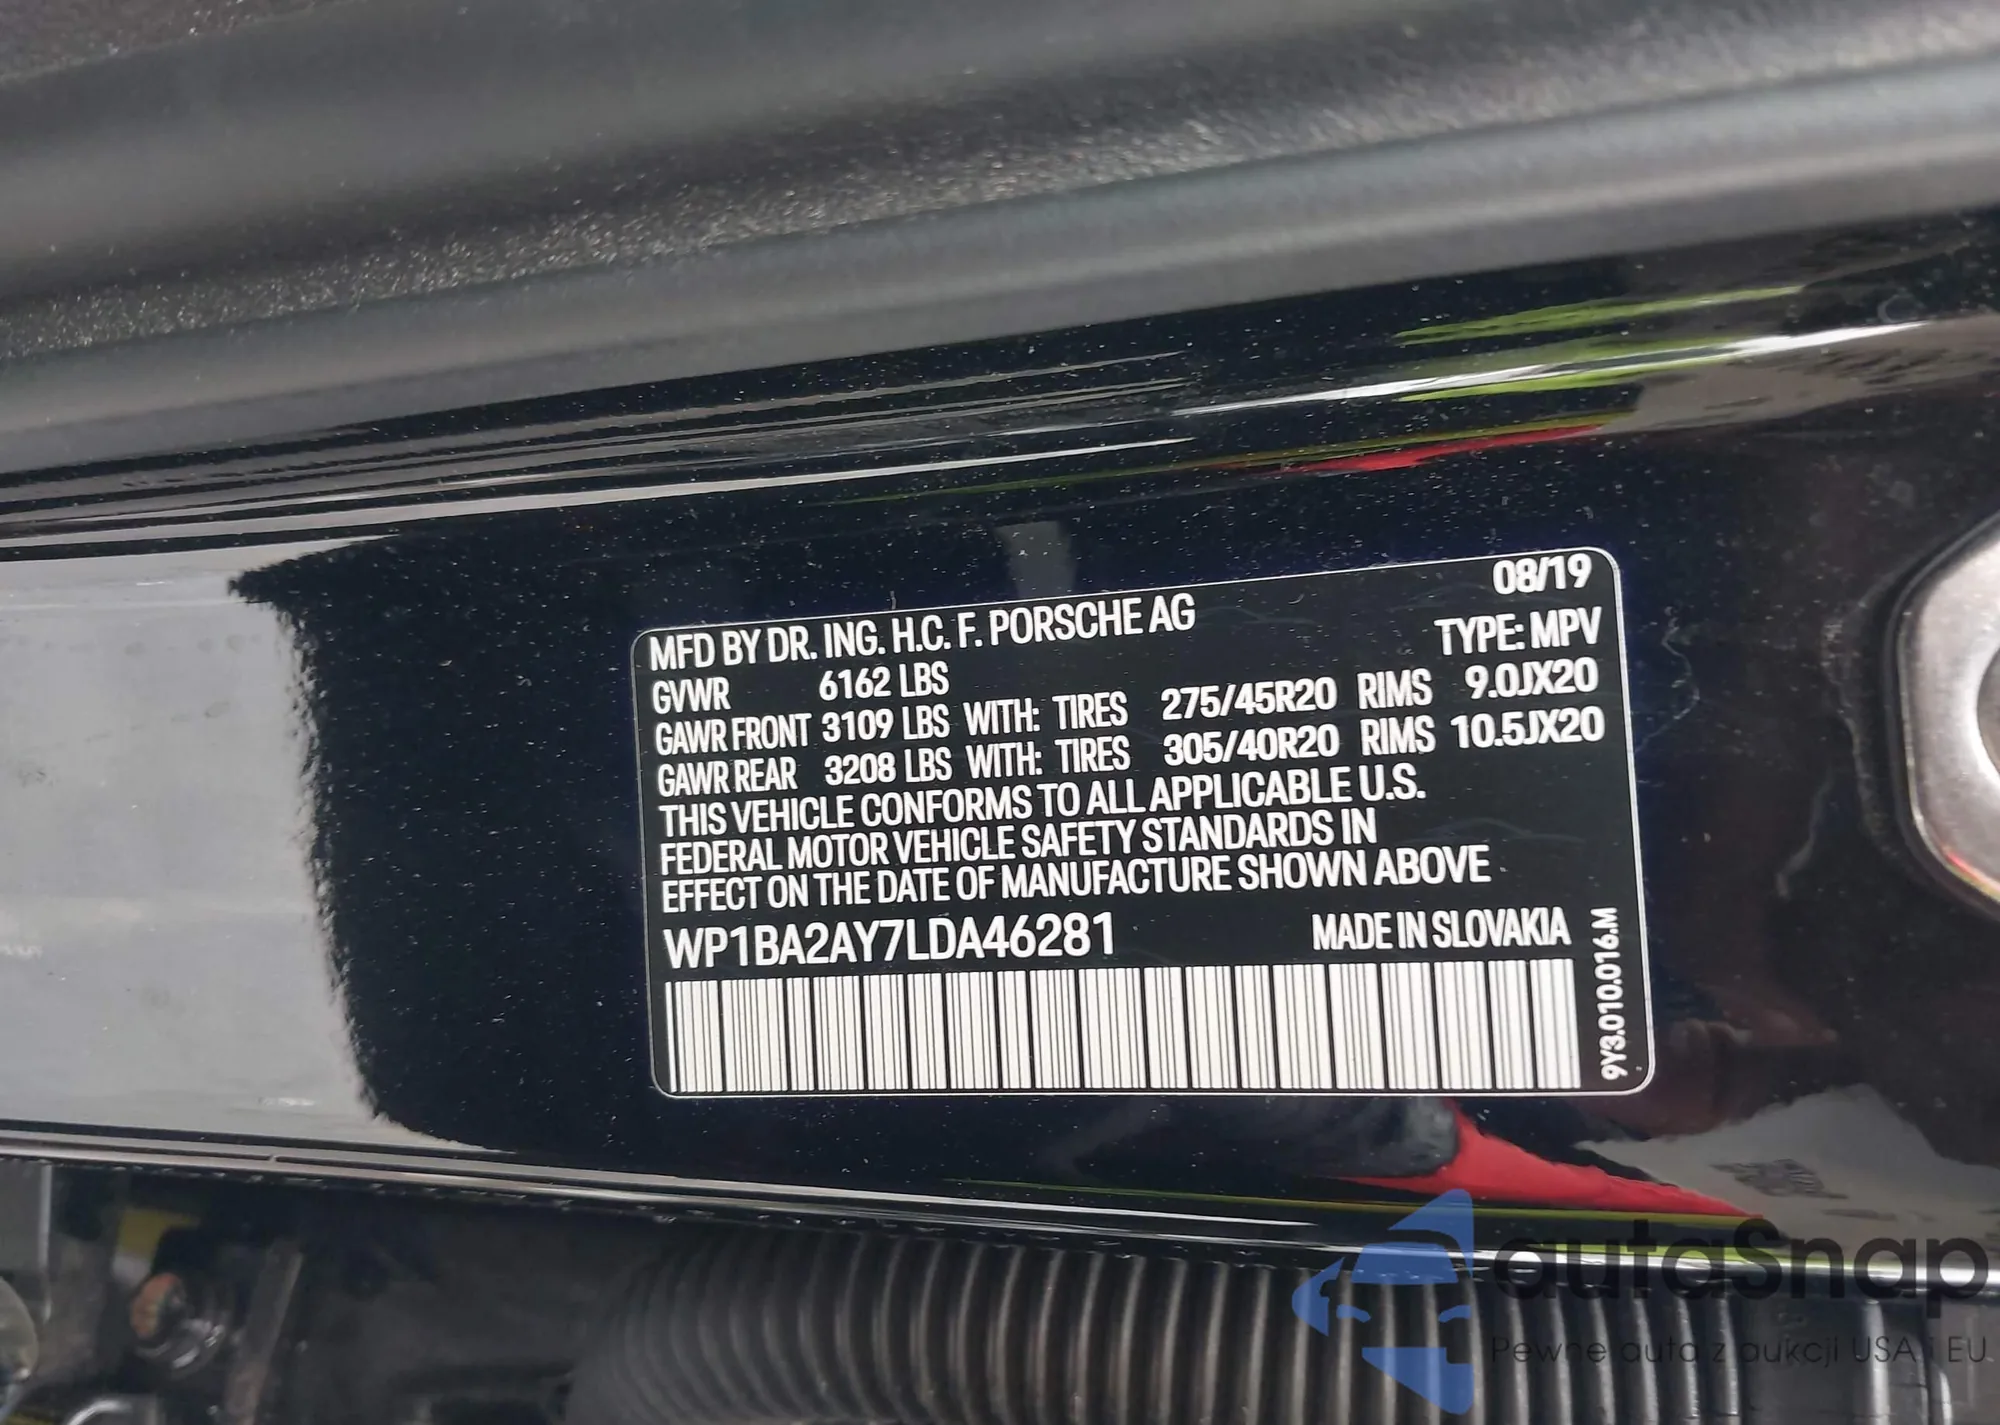 08/19
MFD BY DR. ING. H.C. F. PORSCHE AG
TYPE: MPV
GVWR 6162 LBS
GAWR FRONT 3109 LBS WITH: TIRES 275/45R20 RIMS 9.0JX20
GAWR REAR 3208 LBS WITH: TIRES 305/40R20 RIMS 10.5JX20
THIS VEHICLE CONFORMS TO ALL APPLICABLE U.S.
FEDERAL MOTOR VEHICLE SAFETY STANDARDS IN
EFFECT ON THE DATE OF MANUFACTURE SHOWN ABOVE
WP1BA2AY7LDA46281 MADE IN SLOVAKIA
9Y3.010.016.M
autaSnap
Pewne auta z aukcji USA i EU